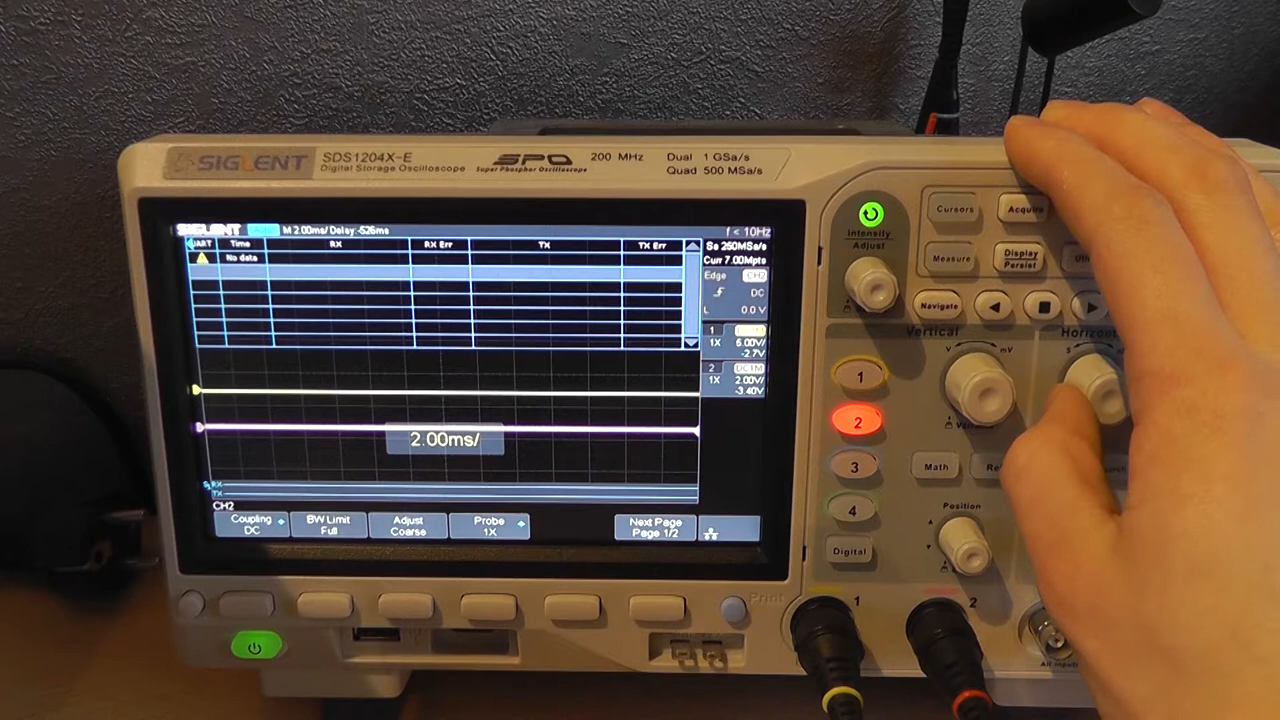 SIGLENT SDS1204X-E
Digital Storage Oscilloscope
SPO
Super Phosphor Oscilloscope
200 MHz
Dual 1 GSa/s
Quad 500 MSa/s
SIGLENT M 2.00ms/ Delay:-526ms f < 10Hz
UART Time RX RX Err TX TX Err
No data
Sa 250MSa/s
Curr 7.00Mpts
Edge CH2
DC
L 0.0 V
1
1X 5.00V/
-2.7V
2 DC1M
1X 2.00V/
-3.40V
2.00ms/
RX
TX
CH2
Coupling
DC
BW Limit
Full
Adjust
Coarse
Probe
1X
Next Page
Page 1/2
Print
Intensity
Adjust
Cursors
Acquire
Measure
Display
Persist
Navigate
Vertical
V mV
1
2
3
4
Digital
Math
Position
1
2